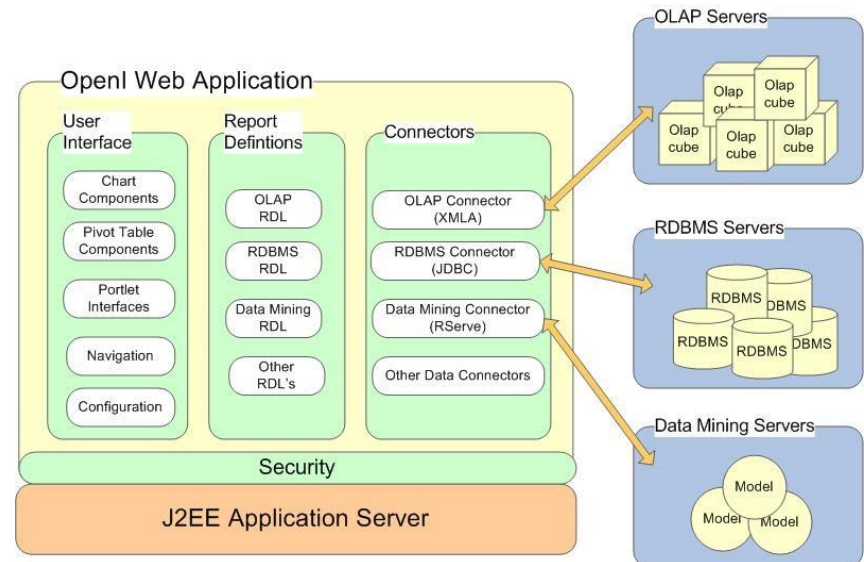 OpenI Web Application
User
Interface
Chart
Components
Pivot Table
Components
Portlet
Interfaces
Navigation
Configuration
Report
Defintions
OLAP
RDL
RDBMS
RDL
Data Mining
RDL
Other
RDL's
Connectors
OLAP Connector
(XMLA)
RDBMS Connector
(JDBC)
Data Mining Connector
(RServe)
Other Data Connectors
Security
J2EE Application Server
OLAP Servers
Olap
cube
Olap
cube
Olap
cube
Olap
cube
Olap
cube
RDBMS Servers
RDBMS
RDBMS
RDBMS
RDBMS
DBMS
Data Mining Servers
Model
Model
Model